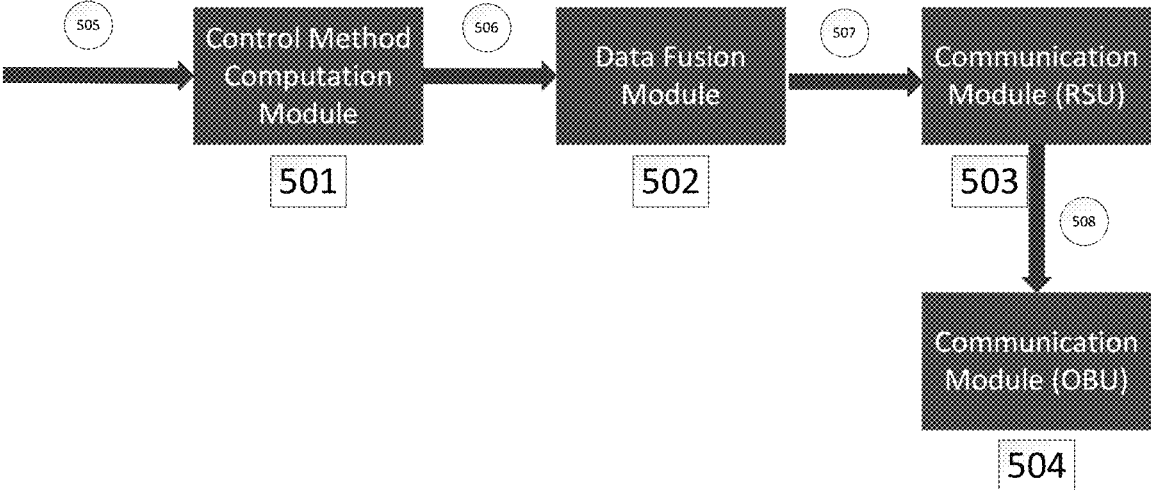 505
Control Method
Computation
Module
501
506
Data Fusion
Module
502
507
Communication
Module (RSU)
503
508
Communication
Module (OBU)
504